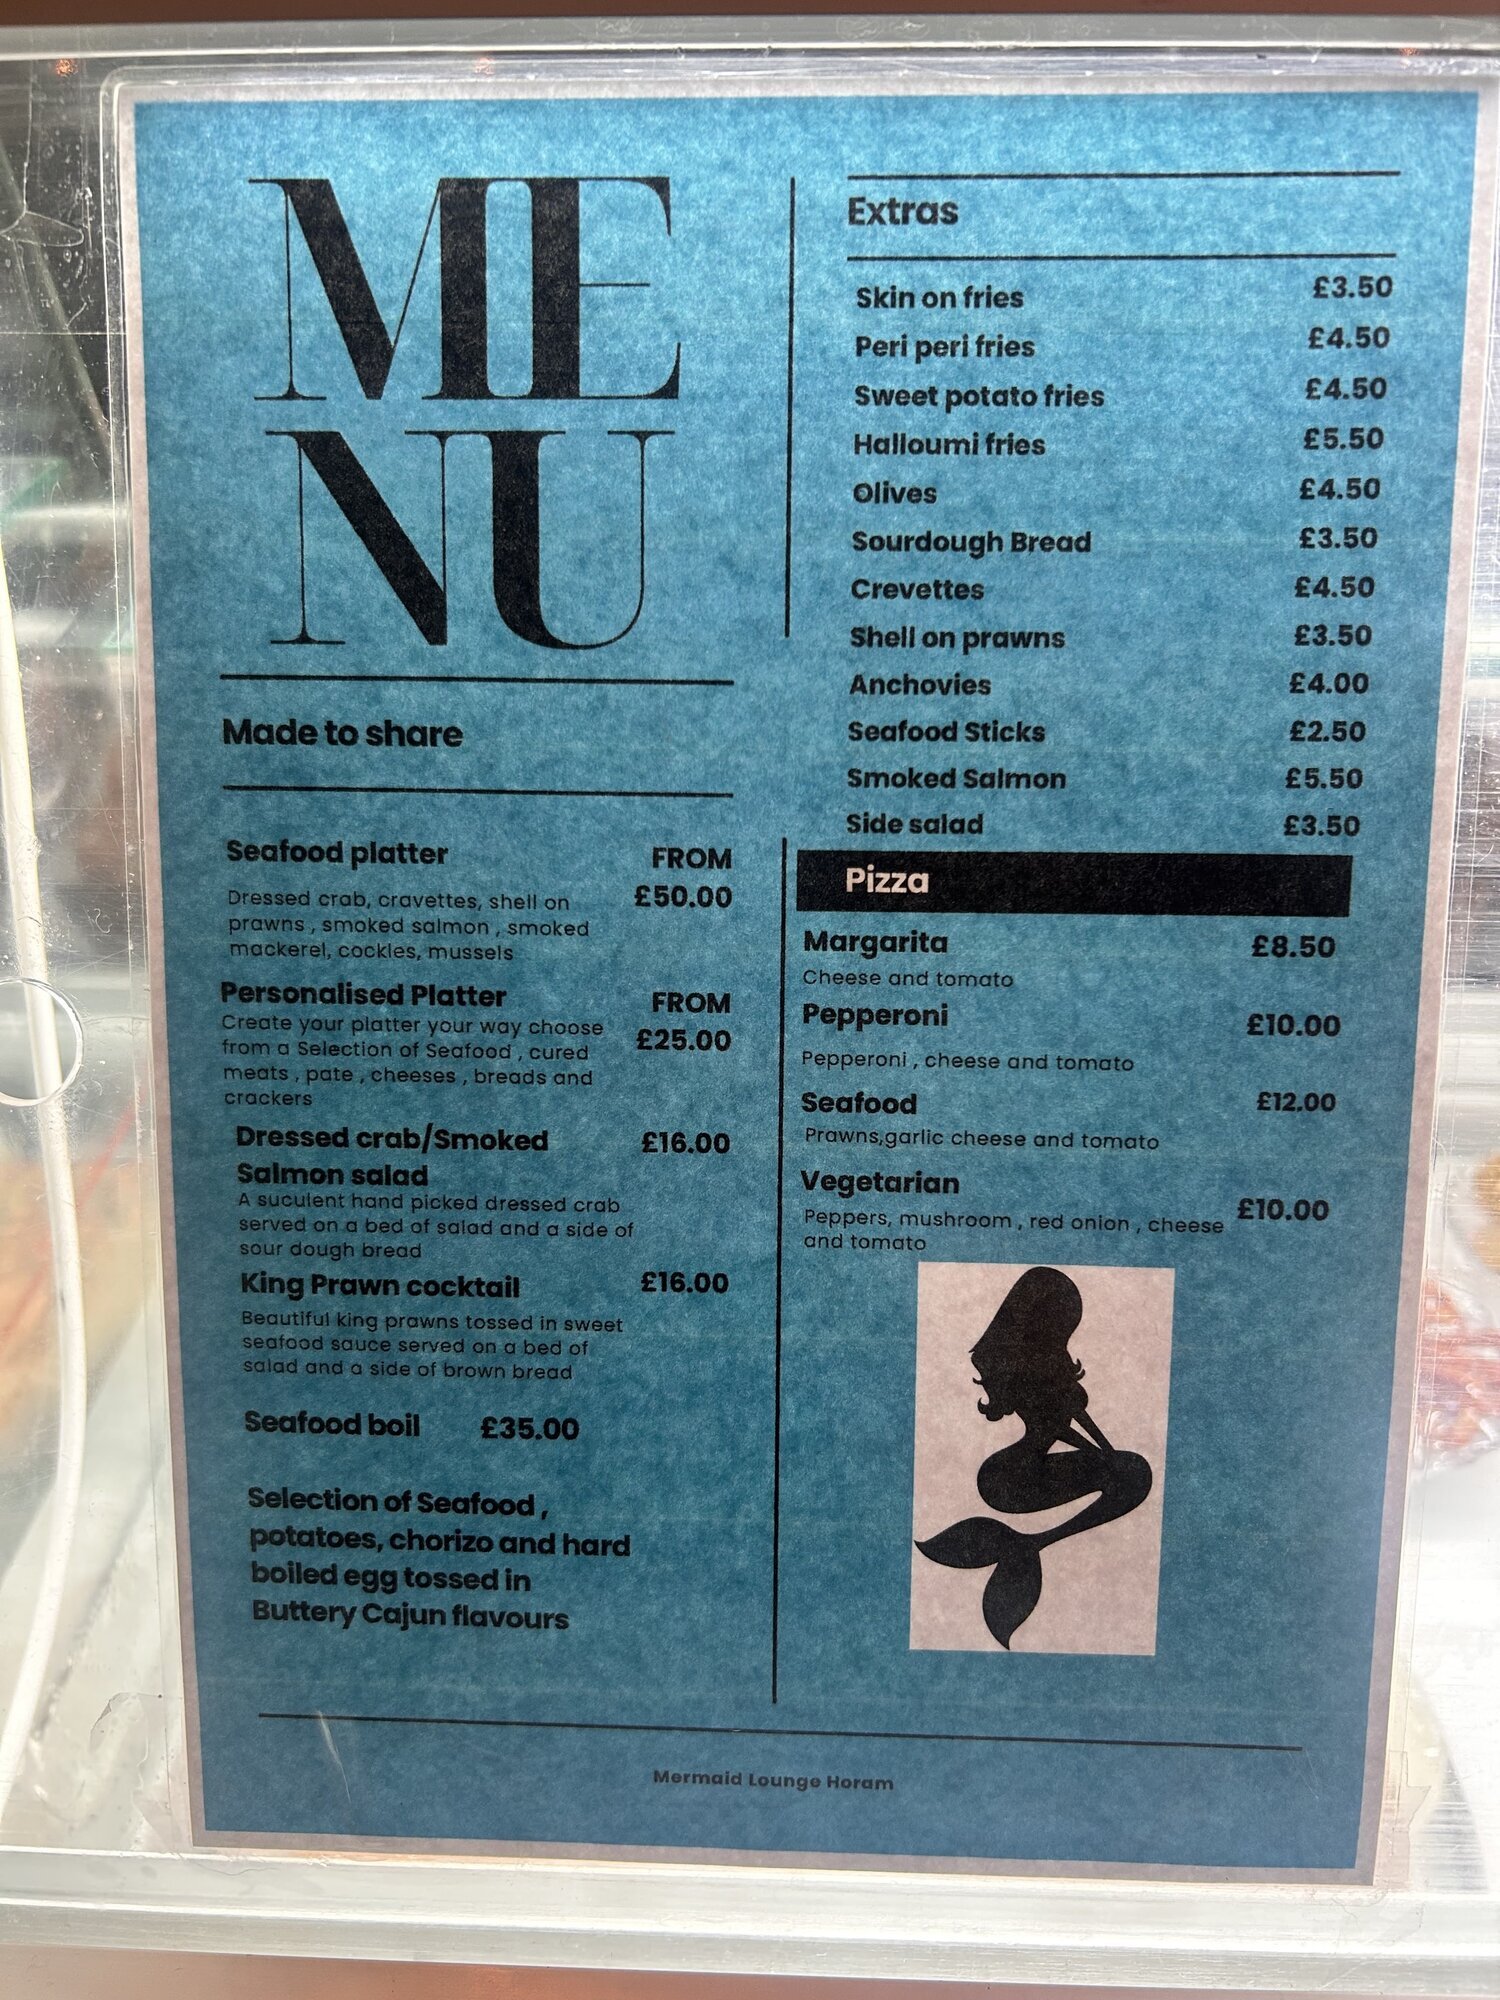 ME
NU
Made to share
Seafood platter FROM
£50.00
Dressed crab, cravettes, shell on
prawns , smoked salmon , smoked
mackerel, cockles, mussels
Personalised Platter FROM
£25.00
Create your platter your way choose
from a Selection of Seafood , cured
meats , pate , cheeses , breads and
crackers
Dressed crab/Smoked £16.00
Salmon salad
A suculent hand picked dressed crab
served on a bed of salad and a side of
sour dough bread
King Prawn cocktail £16.00
Beautiful king prawns tossed in sweet
seafood sauce served on a bed of
salad and a side of brown bread
Seafood boil £35.00
Selection of Seafood ,
potatoes, chorizo and hard
boiled egg tossed in
Buttery Cajun flavours
Extras
Skin on fries £3.50
Peri peri fries £4.50
Sweet potato fries £4.50
Halloumi fries £5.50
Olives £4.50
Sourdough Bread £3.50
Crevettes £4.50
Shell on prawns £3.50
Anchovies £4.00
Seafood Sticks £2.50
Smoked Salmon £5.50
Side salad £3.50
Pizza
Margarita £8.50
Cheese and tomato
Pepperoni £10.00
Pepperoni , cheese and tomato
Seafood £12.00
Prawns,garlic cheese and tomato
Vegetarian £10.00
Peppers, mushroom , red onion , cheese
and tomato
Mermaid Lounge Horam